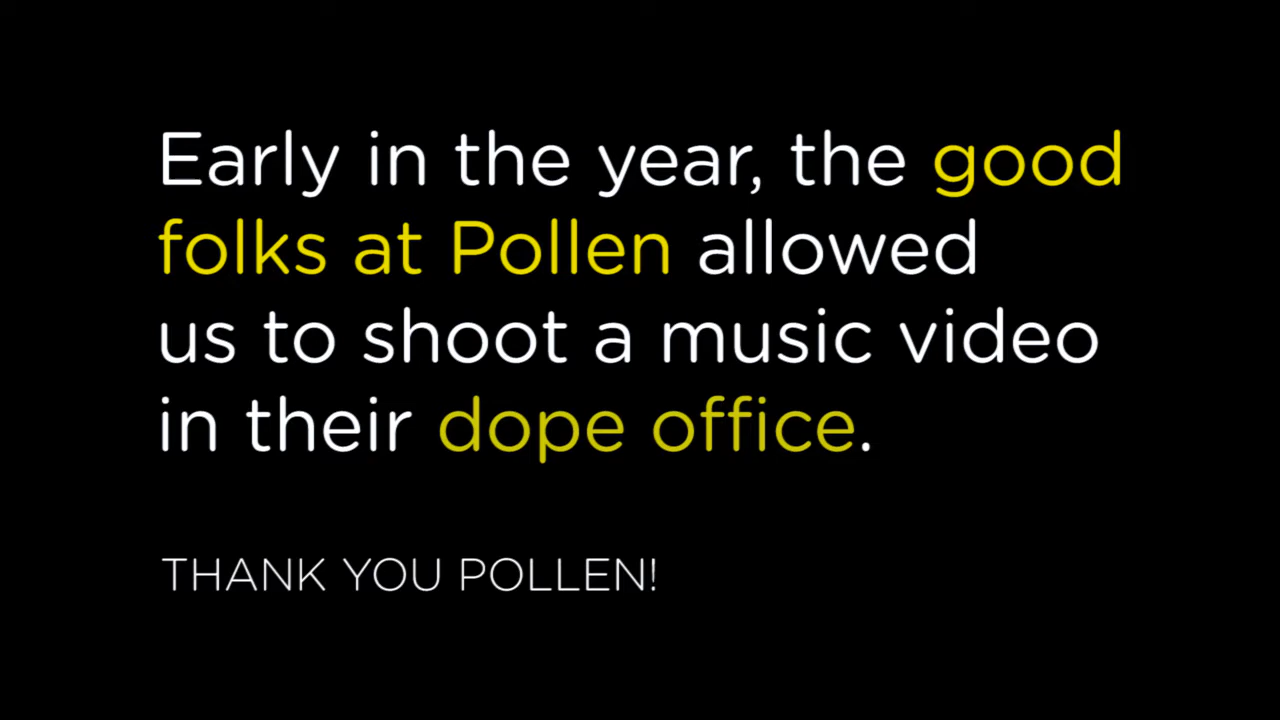 Early in the year, the good
folks at Pollen allowed
us to shoot a music video
in their dope office.
THANK YOU POLLEN!